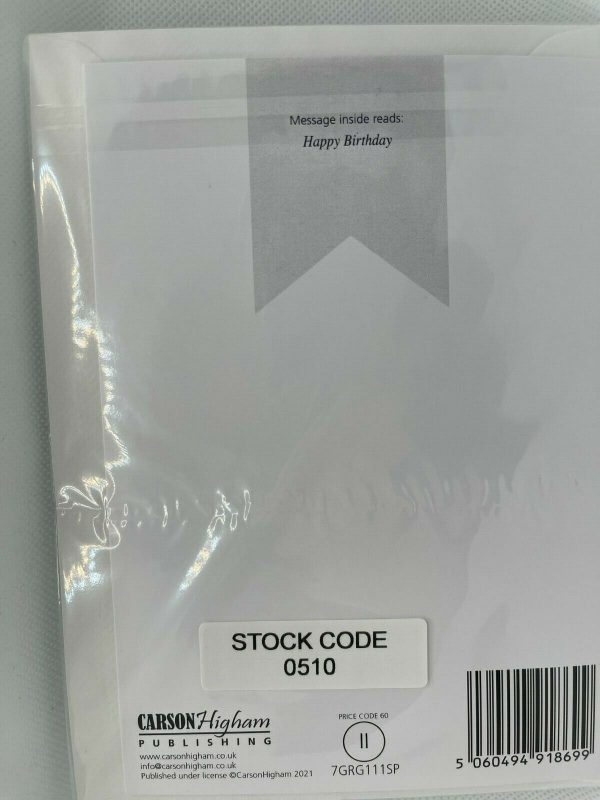 Message inside reads:
Happy Birthday
STOCK CODE
0510
CARSONHigham
PUBLISHING
www.carsonhigham.co.uk
info@carsonhigham.co.uk
Published under license ©CarsonHigham 2021
PRICE CODE 60
II
7GRG111SP
5 060494 918699